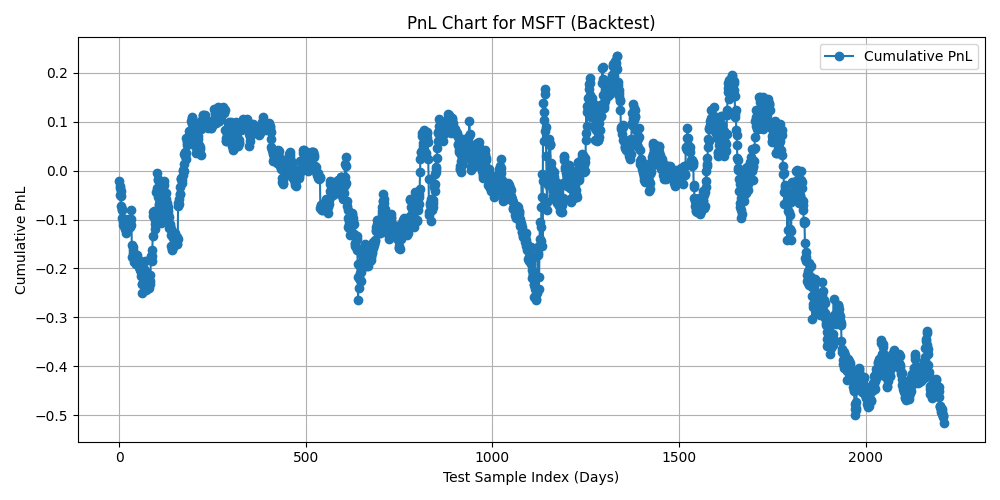 PnL Chart for MSFT (Backtest)
Cumulative PnL
0.2
0.1
0.0
−0.1
−0.2
−0.3
−0.4
−0.5
Cumulative PnL
0 500 1000 1500 2000
Test Sample Index (Days)